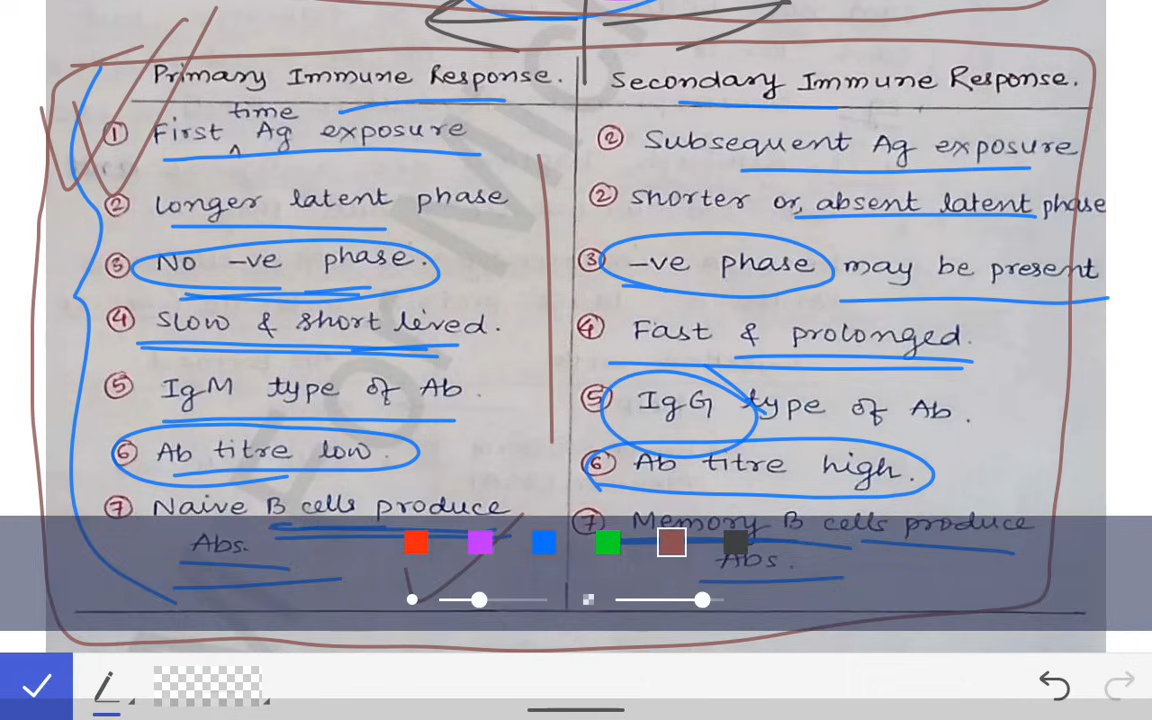 Primary Immune Response.
Secondary Immune Response.
① First time Ag exposure
② Subsequent Ag exposure
② longer latent phase
② shorter or, absent latent phase
③ No -ve phase.
③ -ve phase may be present
④ Slow & short lived.
④ Fast & prolonged.
⑤ IgM type of Ab.
⑤ IgG type of Ab.
⑥ Ab titre low.
⑥ Ab titre high.
⑦ Naive B cells produce
Abs.
⑦ Memory B cells produce
Abs.